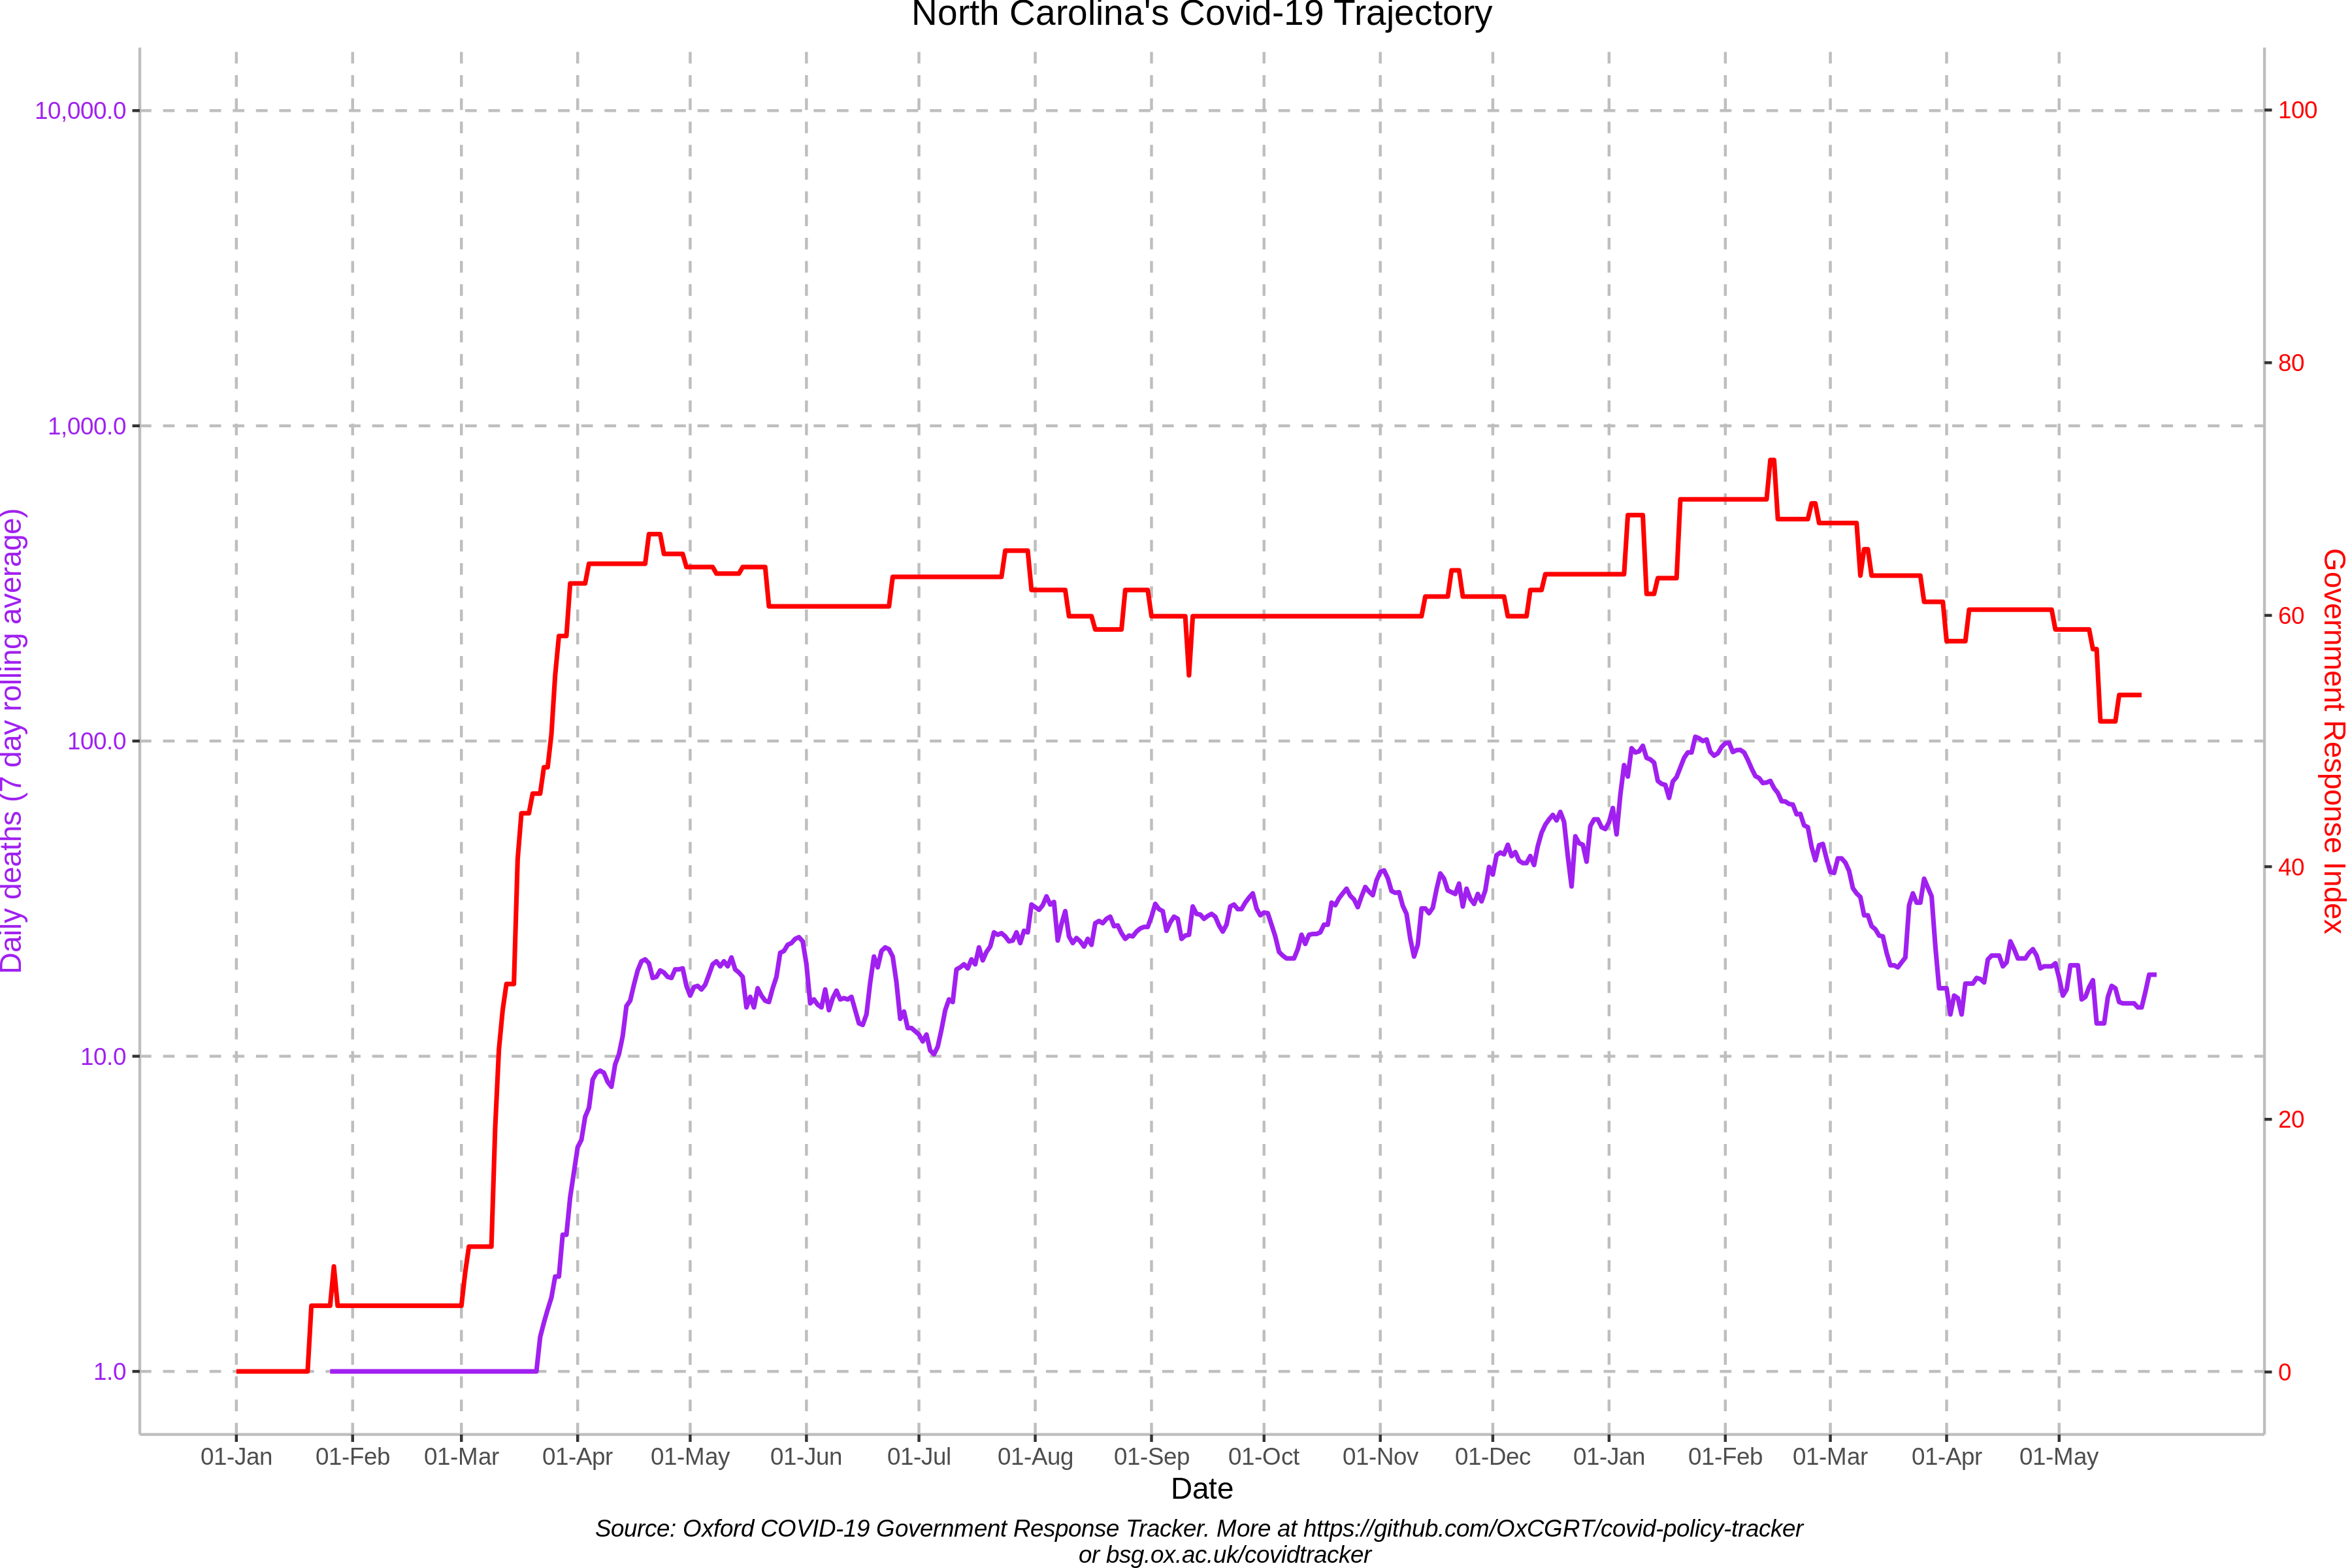 North Carolina's Covid-19 Trajectory
Daily deaths (7 day rolling average)
10,000.0
1,000.0
100.0
10.0
1.0
100
80
60
40
20
0
Government Response Index
01-Jan 01-Feb 01-Mar 01-Apr 01-May 01-Jun 01-Jul 01-Aug 01-Sep 01-Oct 01-Nov 01-Dec 01-Jan 01-Feb 01-Mar 01-Apr 01-May
Date
Source: Oxford COVID-19 Government Response Tracker. More at https://github.com/OxCGRT/covid-policy-tracker
or bsg.ox.ac.uk/covidtracker